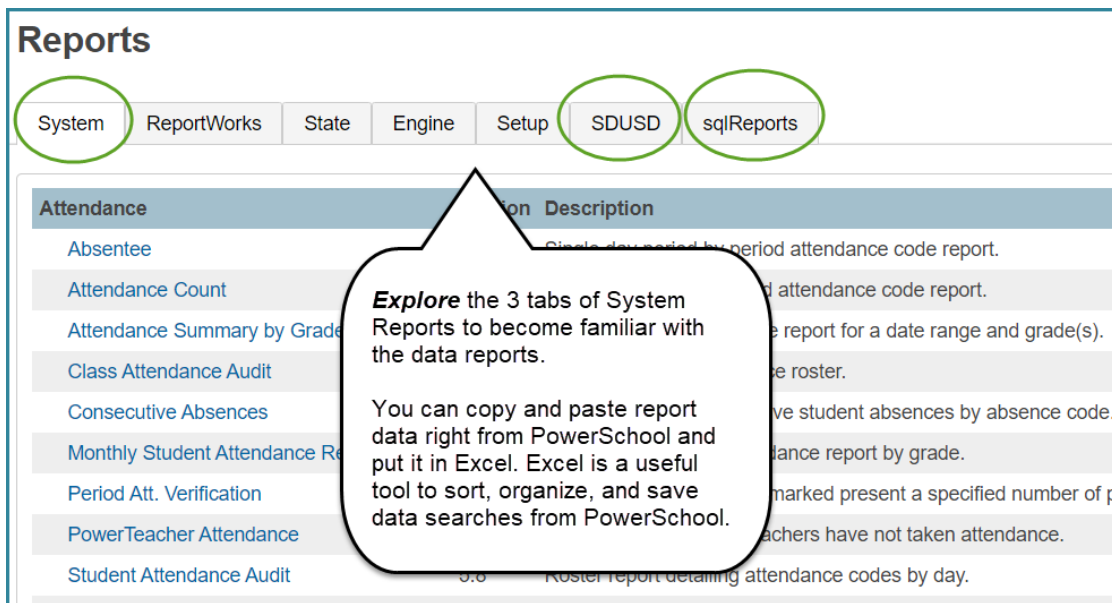 Reports
System ReportWorks State Engine Setup SDUSD sqlReports
Attendance Description
Absentee period attendance code report.
Attendance Count attendance code report.
Attendance Summary by Grade report for a date range and grade(s).
Class Attendance Audit roster.
Consecutive Absences student absences by absence code.
Monthly Student Attendance report by grade.
Period Att. Verification marked present a specified number of
PowerTeacher Attendance have not taken attendance.
Student Attendance Audit 5.8 Roster report detailing attendance codes by day.
Explore the 3 tabs of System
Reports to become familiar with
the data reports.
You can copy and paste report
data right from PowerSchool and
put it in Excel. Excel is a useful
tool to sort, organize, and save
data searches from PowerSchool.